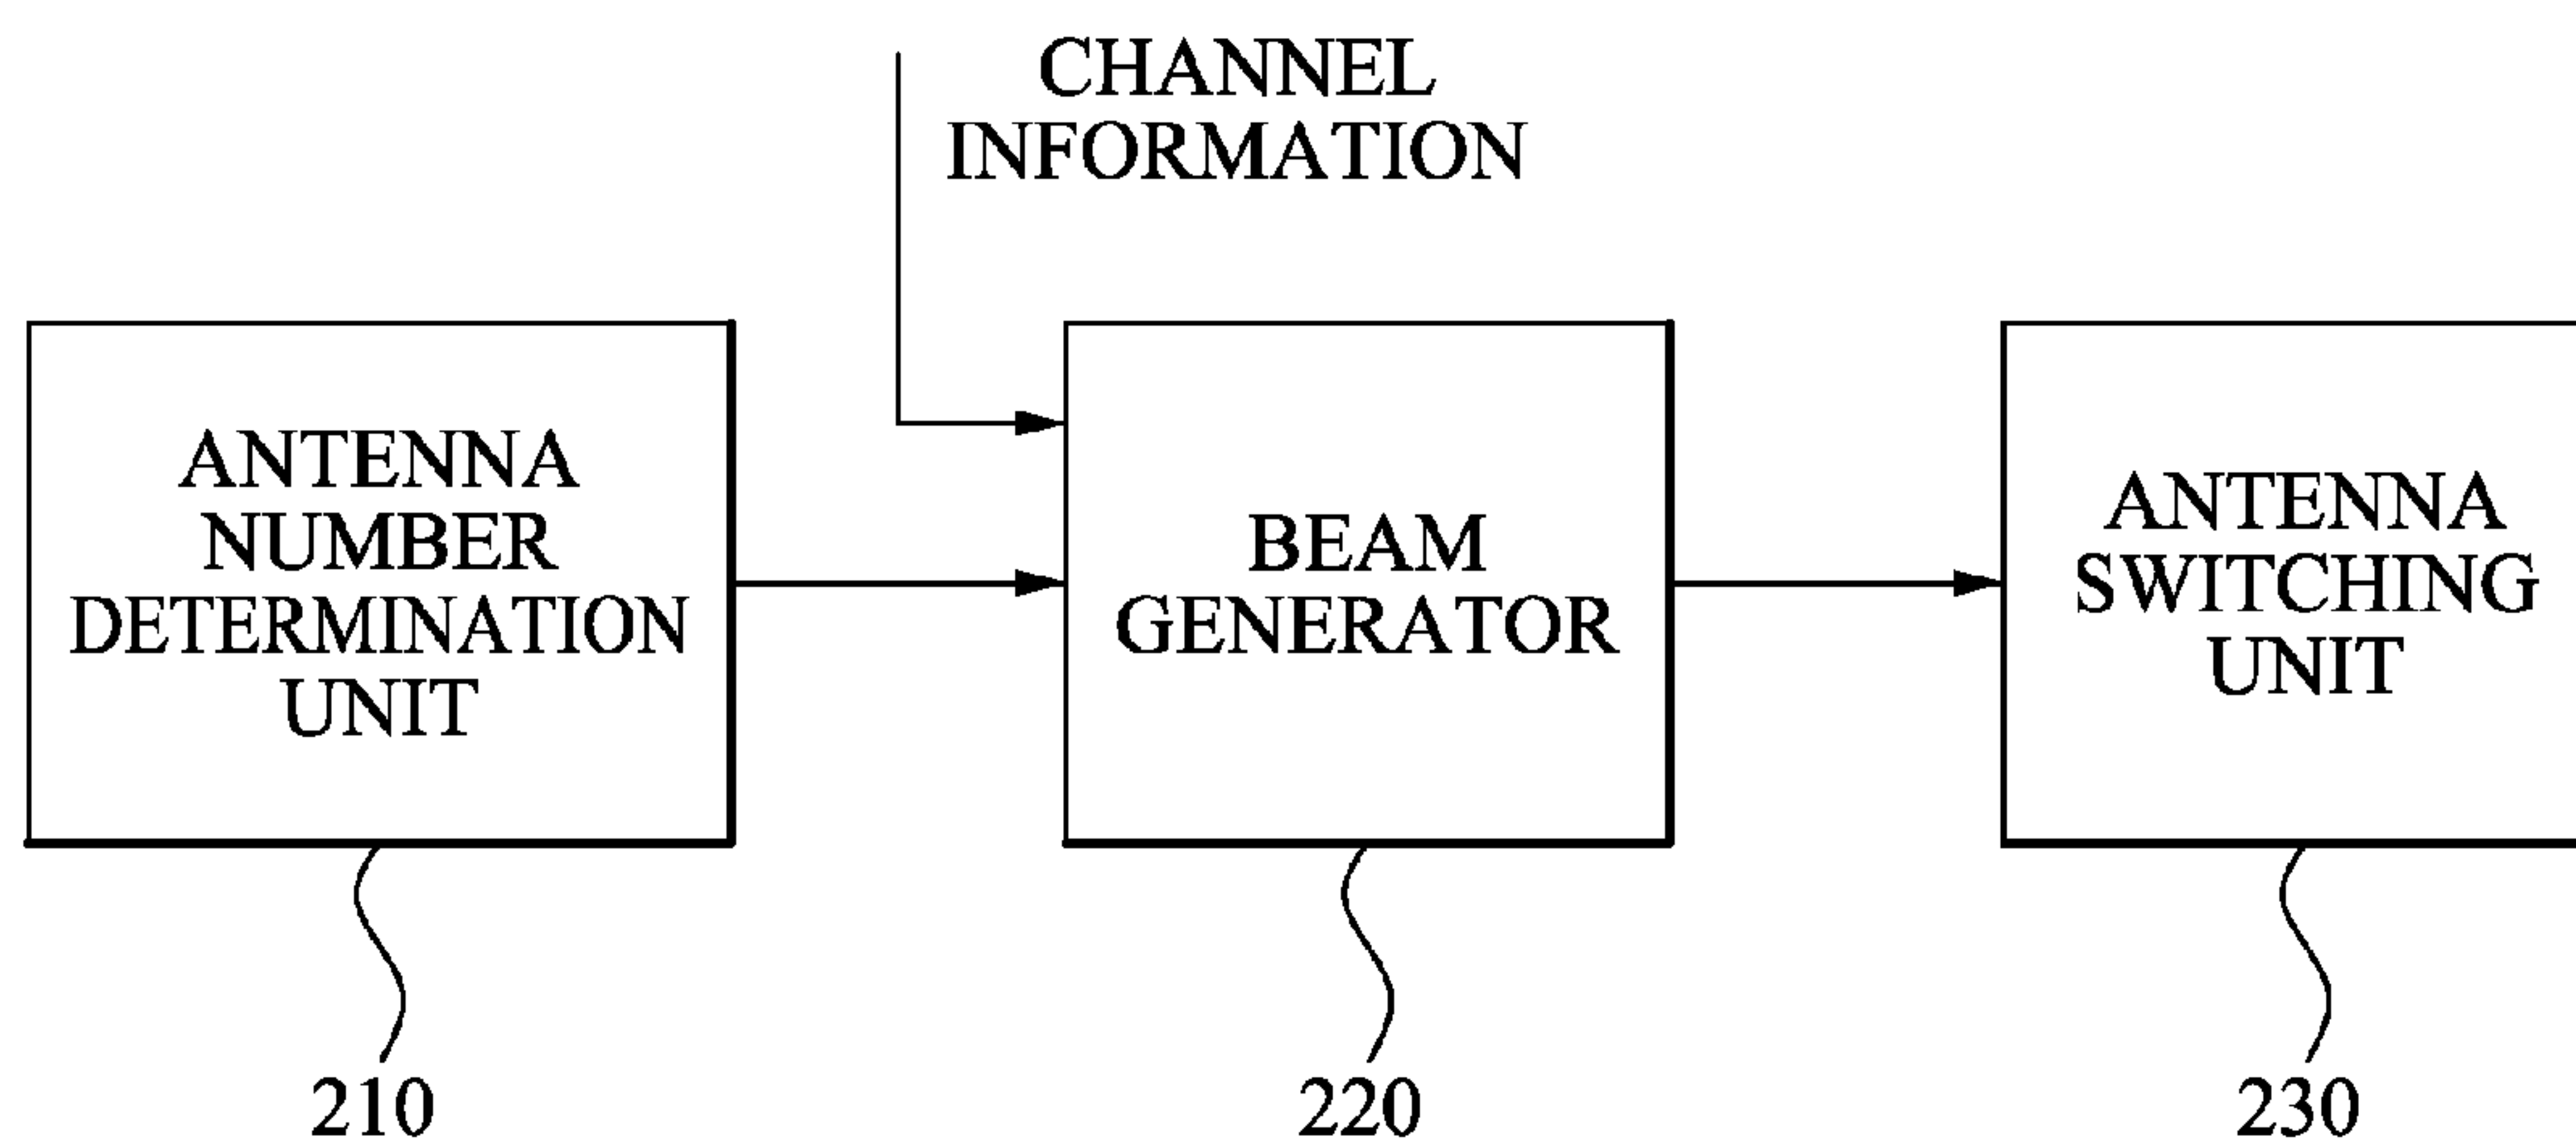 CHANNEL
INFORMATION
ANTENNA
NUMBER
DETERMINATION
UNIT
BEAM
GENERATOR
ANTENNA
SWITCHING
UNIT
210
220
230